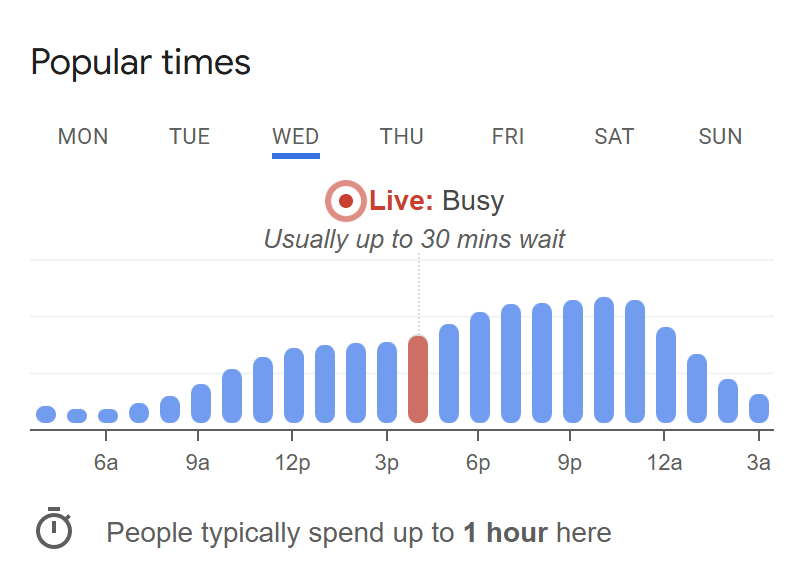 Popular times
MON TUE WED THU FRI SAT SUN
Live: Busy
Usually up to 30 mins wait
6a 9a 12p 3p 6p 9p 12a 3a
People typically spend up to 1 hour here